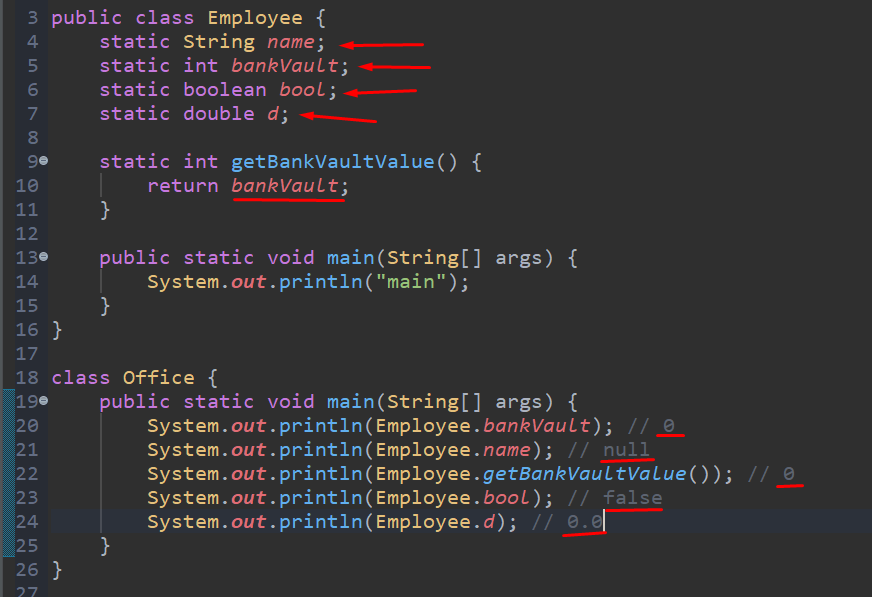 3 public class Employee {
4 static String name;
5 static int bankVault;
6 static boolean bool;
7 static double d;
8
9 static int getBankVaultValue() {
10 return bankVault;
11 }
12
13 public static void main(String[] args) {
14 System.out.println("main");
15 }
16 }
17
18 class Office {
19 public static void main(String[] args) {
20 System.out.println(Employee.bankVault); // 0
21 System.out.println(Employee.name); // null
22 System.out.println(Employee.getBankVaultValue()); // 0
23 System.out.println(Employee.bool); // false
24 System.out.println(Employee.d); // 0.0
25 }
26 }
27